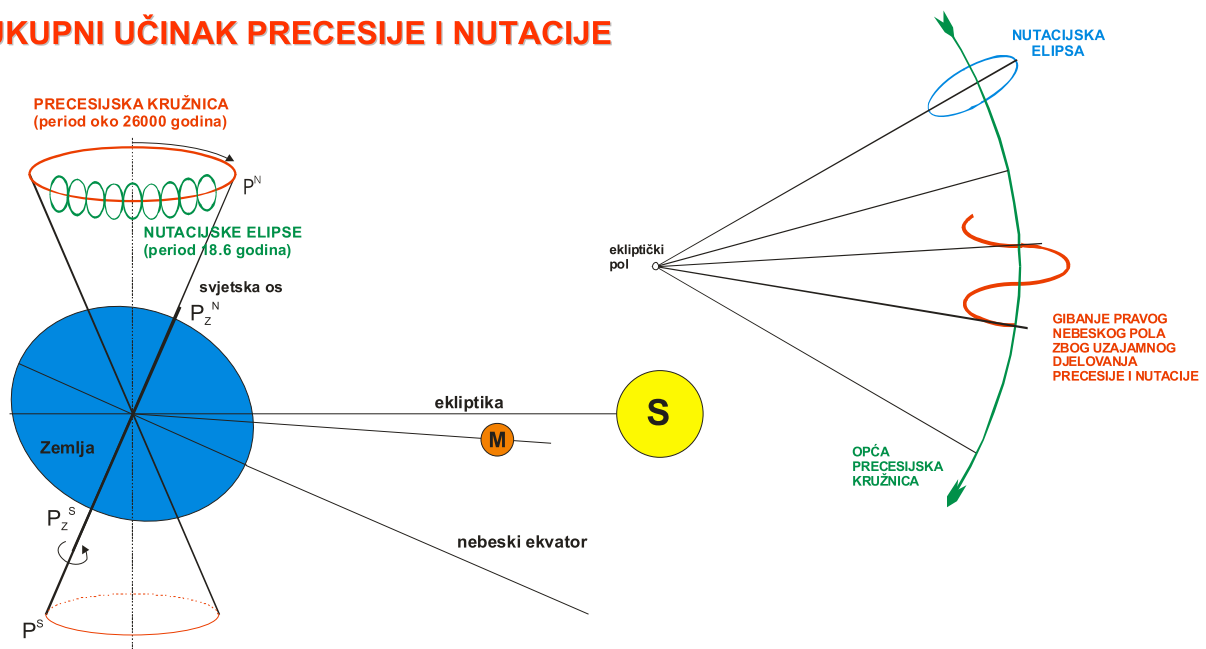 UKUPNI UČINAK PRECESIJE I NUTACIJE
PRECESIJSKA KRUŽNICA
(period oko 26000 godina)
P^N
NUTACIJSKE ELIPSE
(period 18.6 godina)
svjetska os
P_Z^N
ekliptika
S
M
Zemlja
P_Z^S
nebeski ekvator
P^S
NUTACIJSKA
ELIPSA
ekliptički
pol
GIBANJE PRAVOG
NEBESKOG POLA
ZBOG UZAJAMNOG
DJELOVANJA
PRECESIJE I NUTACIJE
OPĆA
PRECESIJSKA
KRUŽNICA